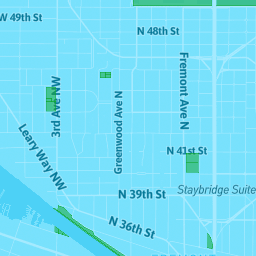 W 49th St
N 48th St
Fremont Ave N
3rd Ave NW
Greenwood Ave N
Leary Way NW
N 41st St
Staybridge Suite
N 39th St
N 36th St